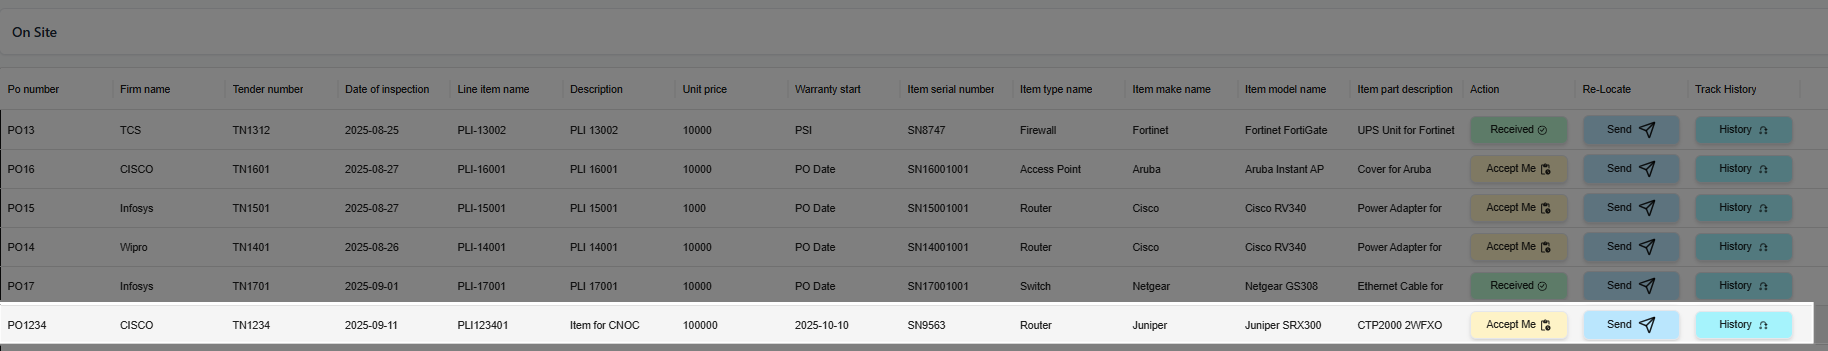 On Site
Po number Firm name Tender number Date of inspection Line item name Description Unit price Warranty start Item serial number Item type name Item make name Item model name Item part description Action Re-Locate Track History
PO13 TCS TN1312 2025-08-25 PLI-13002 PLI 13002 10000 PSI SN8747 Firewall Fortinet Fortinet FortiGate UPS Unit for Fortinet Received Send History
PO16 CISCO TN1601 2025-08-27 PLI-16001 PLI 16001 10000 PO Date SN16001001 Access Point Aruba Aruba Instant AP Cover for Aruba Accept Me Send History
PO15 Infosys TN1501 2025-08-27 PLI-15001 PLI 15001 1000 PO Date SN15001001 Router Cisco Cisco RV340 Power Adapter for Accept Me Send History
PO14 Wipro TN1401 2025-08-26 PLI-14001 PLI 14001 10000 PO Date SN14001001 Router Cisco Cisco RV340 Power Adapter for Accept Me Send History
PO17 Infosys TN1701 2025-09-01 PLI-17001 PLI 17001 10000 PO Date SN17001001 Switch Netgear Netgear GS308 Ethernet Cable for Received Send History
PO1234 CISCO TN1234 2025-09-11 PLI123401 Item for CNOC 100000 2025-10-10 SN9563 Router Juniper Juniper SRX300 CTP2000 2WFXO Accept Me Send History